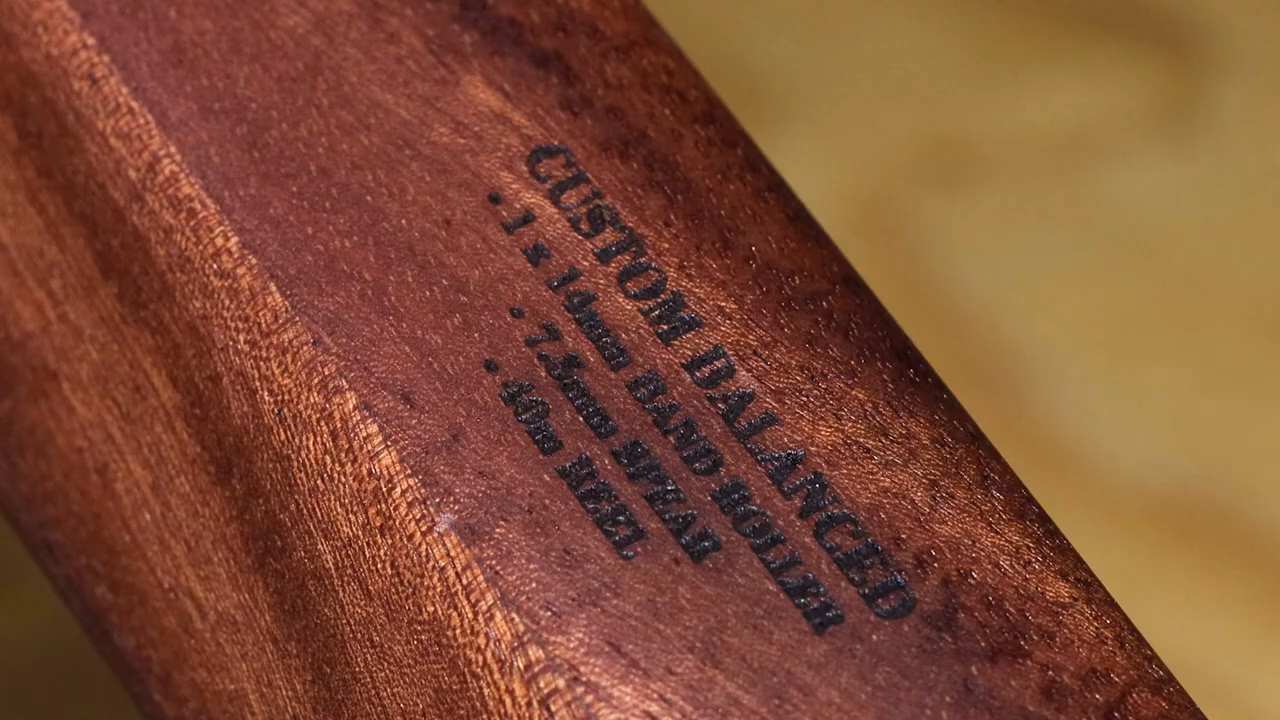 CUSTOM BALANCED
• 1 x 14mm BAND ROLLER
• 7.5mm SPEAR
• 40m REEL